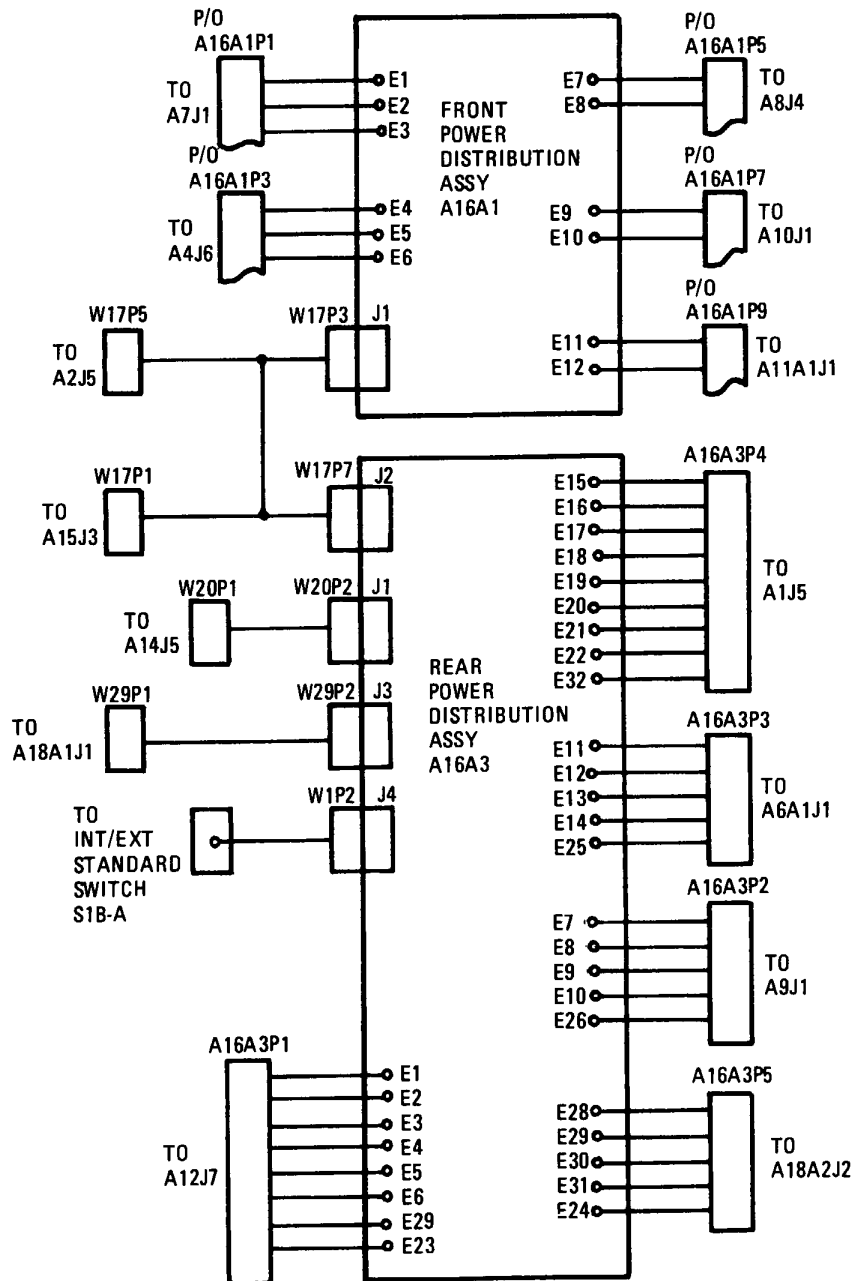 P/O
A16A1P1
TO
A7J1
E1
E2
E3
P/O
A16A1P3
TO
A4J6
E4
E5
E6
FRONT
POWER
DISTRIBUTION
ASSY
A16A1
P/O
A16A1P5
E7
E8
TO
A8J4
P/O
A16A1P7
E9
E10
TO
A10J1
P/O
A16A1P9
E11
E12
TO
A11A1J1
W17P5
TO
A2J5
W17P3
J1
W17P1
TO
A15J3
W17P7
J2
W20P1
TO
A14J5
W20P2
J1
W29P1
TO
A18A1J1
W29P2
J3
TO
INT/EXT
STANDARD
SWITCH
S1B-A
W1P2
J4
REAR
POWER
DISTRIBUTION
ASSY
A16A3
A16A3P4
E15
E16
E17
E18
E19
E20
E21
E22
E32
TO
A1J5
A16A3P3
E11
E12
E13
E14
E25
TO
A6A1J1
A16A3P2
E7
E8
E9
E10
E26
TO
A9J1
A16A3P1
TO
A12J7
E1
E2
E3
E4
E5
E6
E29
E23
A16A3P5
E28
E29
E30
E31
E24
TO
A18A2J2